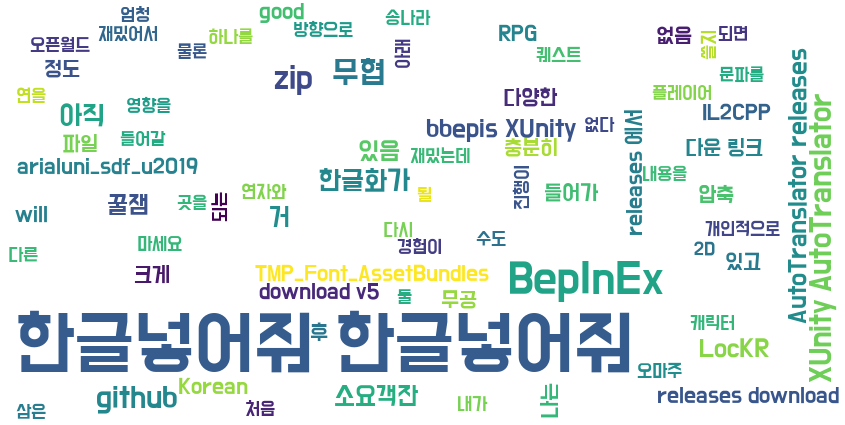 엄청
재밌어서
오픈월드
물론
하나를
good
방향으로
송나라
RPG
퀘스트
없음
되면
정도
zip
무협
문파를
연을
아직
영향을
다양한
플레이어
IL2CPP
bbepis XUnity
없다
파일
들어갈
있음
재밌는데
충분히
releases 에서
다운 링크
AutoTranslator releases
XUnity AutoTranslator
arialuni_sdf_u2019
한글화가
진행이
들어가
내용을
압축
꿀잼
곳을
연자와
될
will
거
다시
개인적으로
다른
마세요
경험이
수도
2D
있고
크게
TMP_Font_AssetBundles
BepInEx
download v5
둘
무공
한글넣어줘
후
한글넣어줘
캐릭터
LocKR
오마주
github
Korean
소요객잔
나는
releases download
삼은
처음
내가